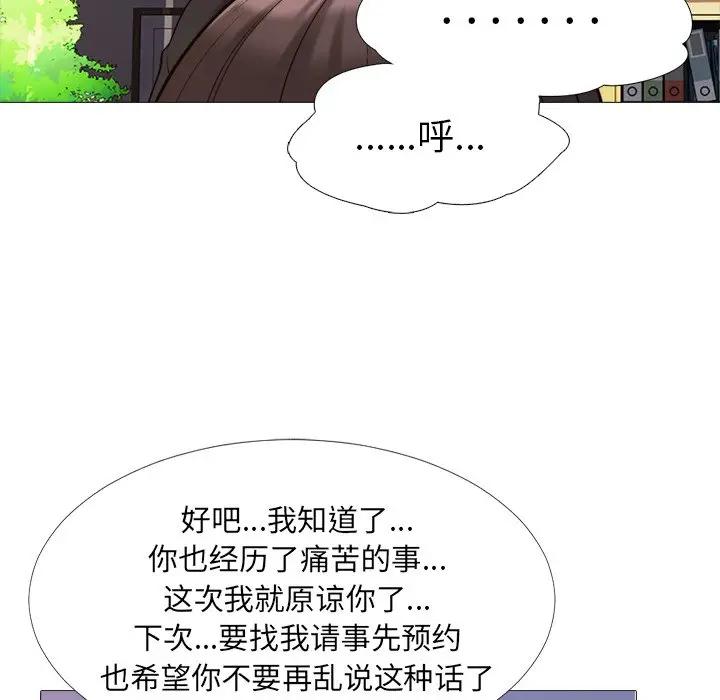 .......
......呼...
好吧...我知道了...
你也经历了痛苦的事...
这次我就原谅你了...
下次...要找我请事先预约
也希望你不要再乱说这种话了